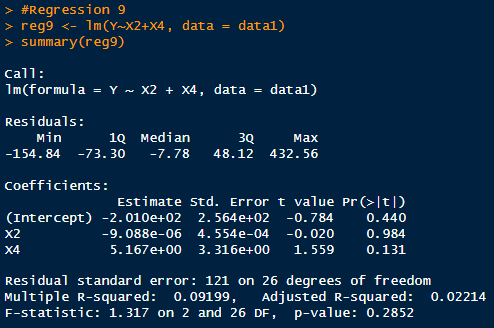 > #Regression 9
> reg9 <- lm(Y~X2+X4, data = data1)
> summary(reg9)
Call:
lm(formula = Y ~ X2 + X4, data = data1)
Residuals:
Min 1Q Median 3Q Max
-154.84 -73.30 -7.78 48.12 432.56
Coefficients:
Estimate Std. Error t value Pr(>|t|)
(Intercept) -2.010e+02 2.564e+02 -0.784 0.440
X2 -9.088e-06 4.554e-04 -0.020 0.984
X4 5.167e+00 3.316e+00 1.559 0.131
Residual standard error: 121 on 26 degrees of freedom
Multiple R-squared: 0.09199, Adjusted R-squared: 0.02214
F-statistic: 1.317 on 2 and 26 DF, p-value: 0.2852